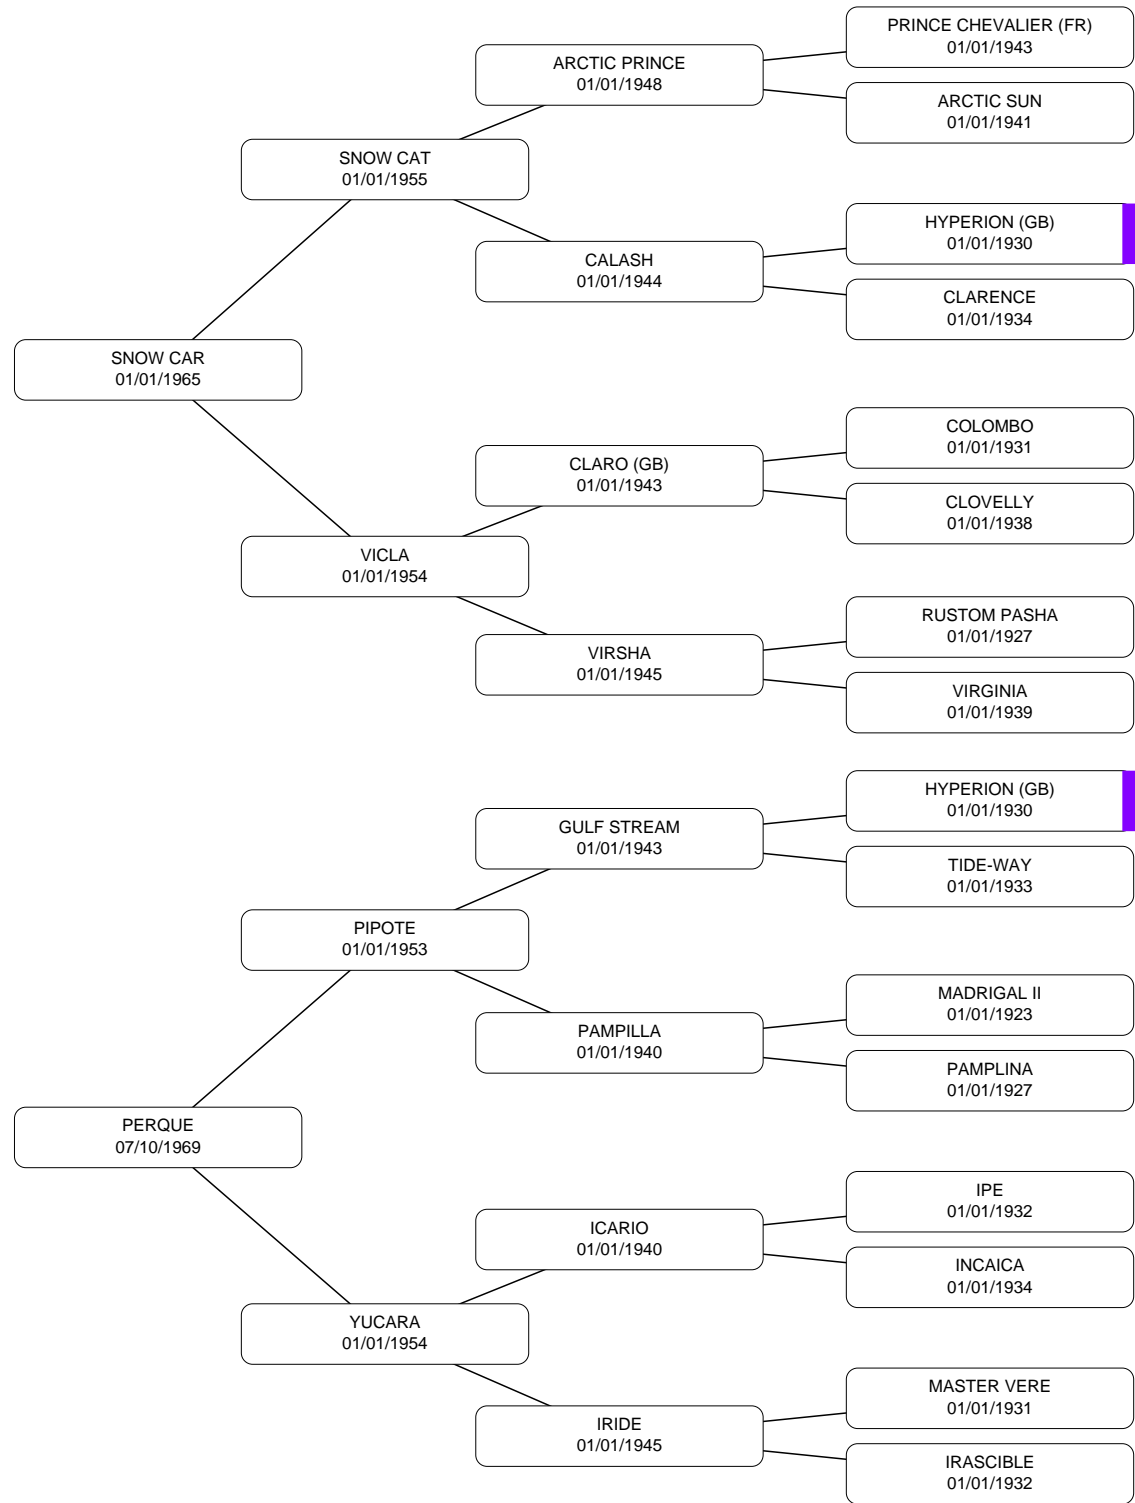 PRINCE CHEVALIER (FR)
01/01/1943
ARCTIC PRINCE
01/01/1948
ARCTIC SUN
01/01/1941
SNOW CAT
01/01/1955
HYPERION (GB)
01/01/1930
CALASH
01/01/1944
CLARENCE
01/01/1934
SNOW CAR
01/01/1965
COLOMBO
01/01/1931
CLARO (GB)
01/01/1943
CLOVELLY
01/01/1938
VICLA
01/01/1954
RUSTOM PASHA
01/01/1927
VIRSHA
01/01/1945
VIRGINIA
01/01/1939
HYPERION (GB)
01/01/1930
GULF STREAM
01/01/1943
TIDE-WAY
01/01/1933
PIPOTE
01/01/1953
MADRIGAL II
01/01/1923
PAMPILLA
01/01/1940
PAMPLINA
01/01/1927
PERQUE
07/10/1969
IPE
01/01/1932
ICARIO
01/01/1940
INCAICA
01/01/1934
YUCARA
01/01/1954
MASTER VERE
01/01/1931
IRIDE
01/01/1945
IRASCIBLE
01/01/1932